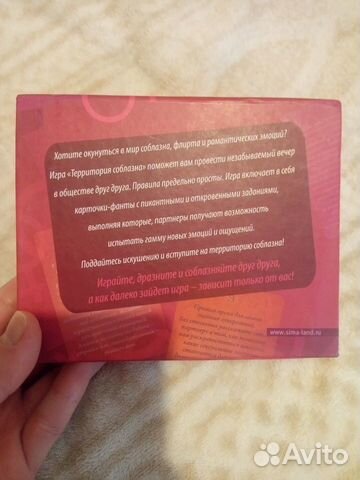 Хотите окунуться в мир соблазна, флирта и романтических эмоций?
Игра «Территория соблазна» поможет вам провести незабываемый вечер
в обществе друг друга. Правила предельно просты. Игра включает в себя
карточки-фанты с пикантными и откровенными заданиями,
выполняя которые, партнеры получают возможность
испытать гамму новых эмоций и ощущений.
Поддайтесь искушению и вступите на территорию соблазна!
Играйте, дразните и соблазняйте друг друга,
а как далеко зайдет игра – зависит только от вас!
www.sima-land.ru
Avito